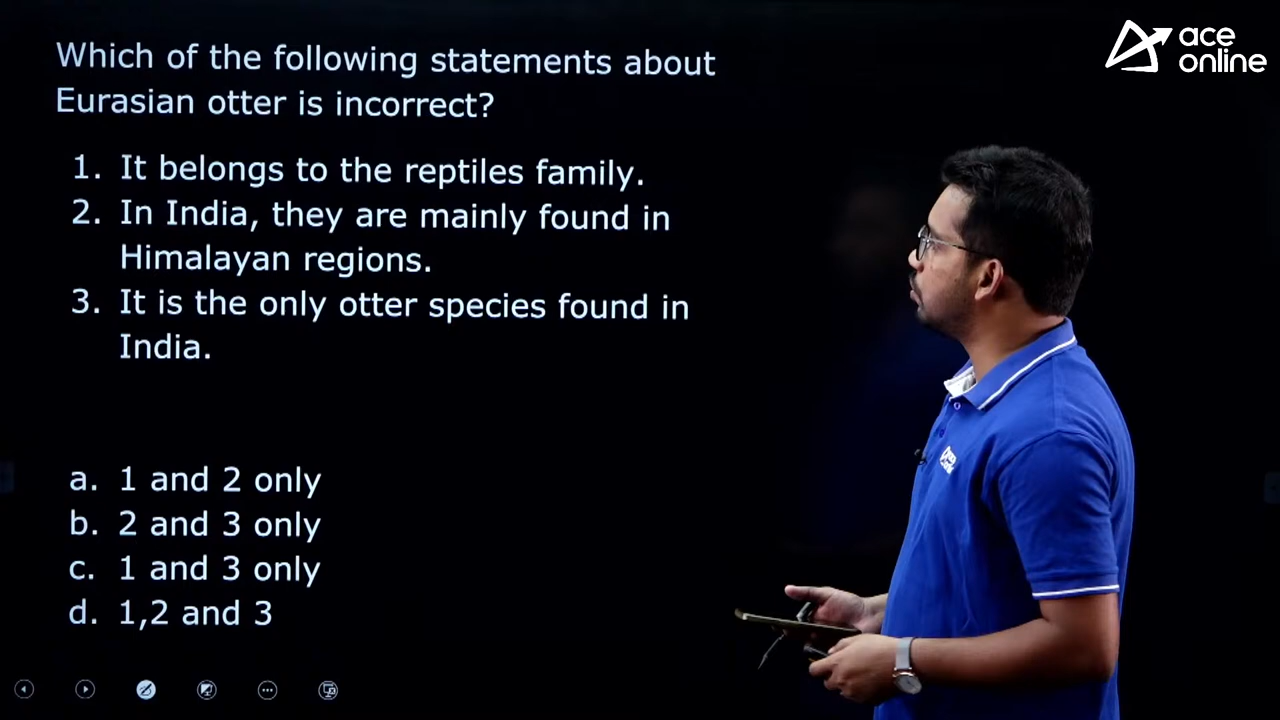 ace
online
Which of the following statements about
Eurasian otter is incorrect?
1. It belongs to the reptiles family.
2. In India, they are mainly found in
Himalayan regions.
3. It is the only otter species found in
India.
a. 1 and 2 only
b. 2 and 3 only
c. 1 and 3 only
d. 1,2 and 3